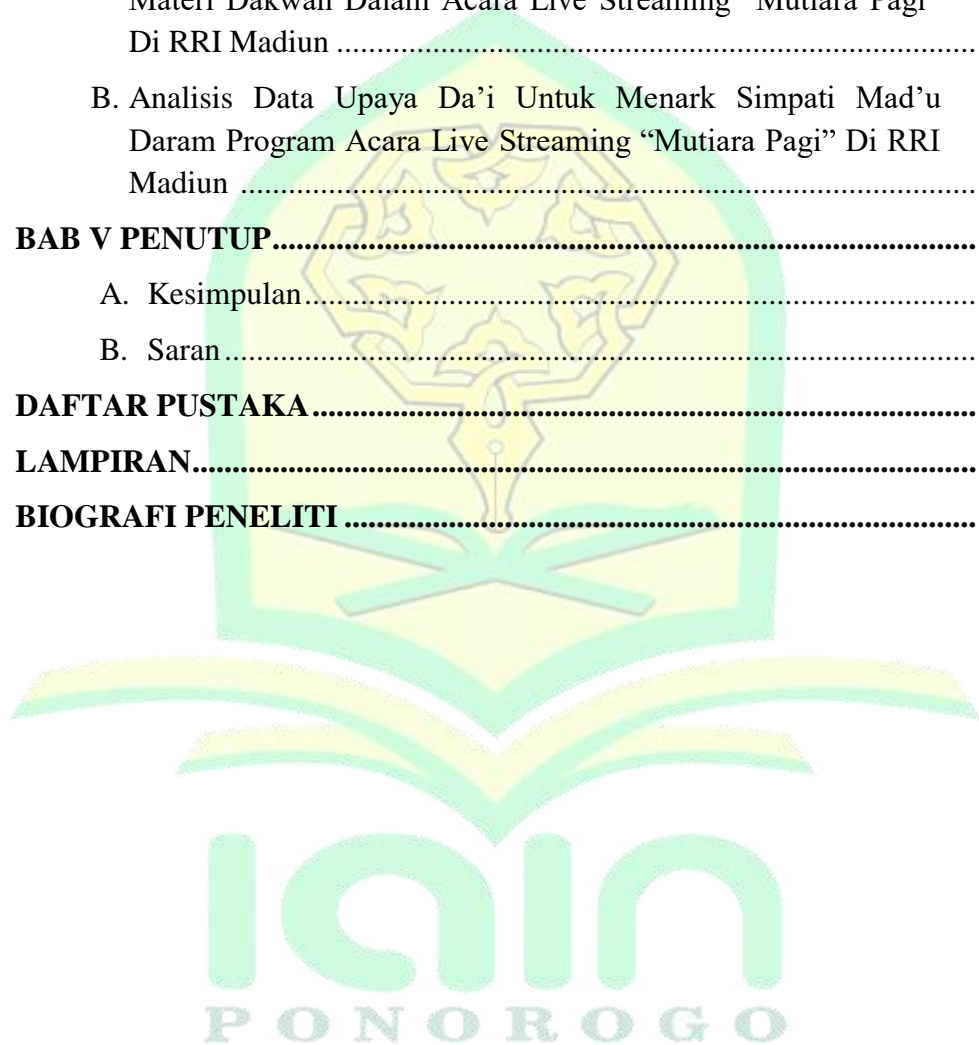 Materi Dakwah Dalam Acara Live Streaming "Mutiara Pagi"
Di RRI Madiun ................................................................................
B. Analisis Data Upaya Da’i Untuk Menark Simpati Mad’u
Daram Program Acara Live Streaming “Mutiara Pagi” Di RRI
Madiun ............................................................................................
BAB V PENUTUP........................................................................................
A. Kesimpulan....................................................................................
B. Saran..............................................................................................
DAFTAR PUSTAKA...................................................................................
LAMPIRAN..................................................................................................
BIOGRAFI PENELITI ...............................................................................
iain
PONOROGO